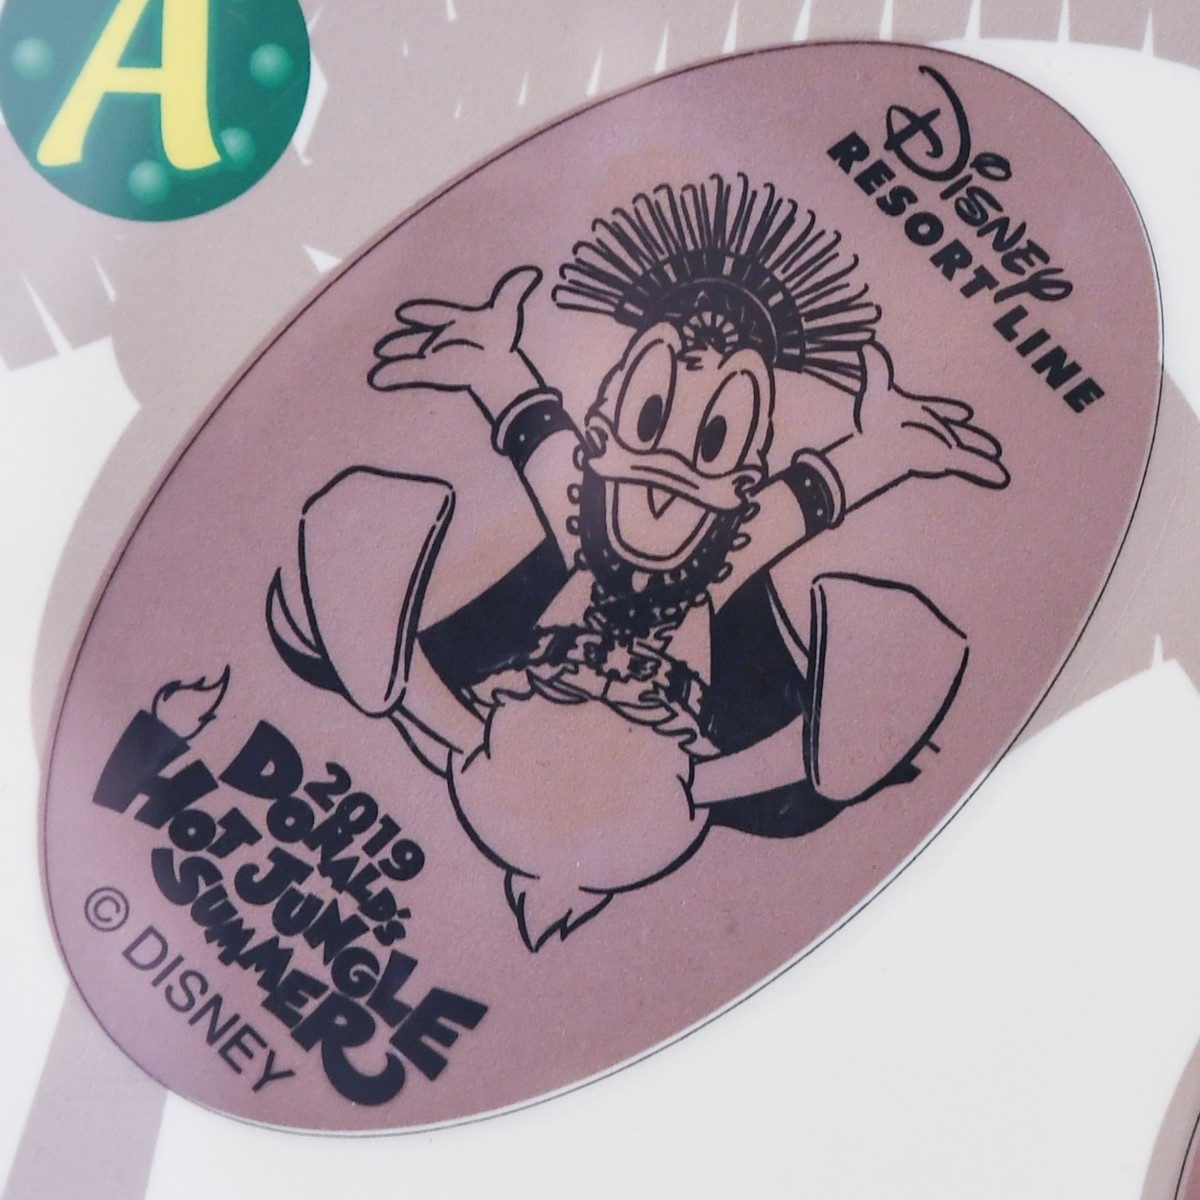 A
Disney
RESORT LINE
2019
DONALD'S
HOT JUNGLE
SUMMER
© DISNEY